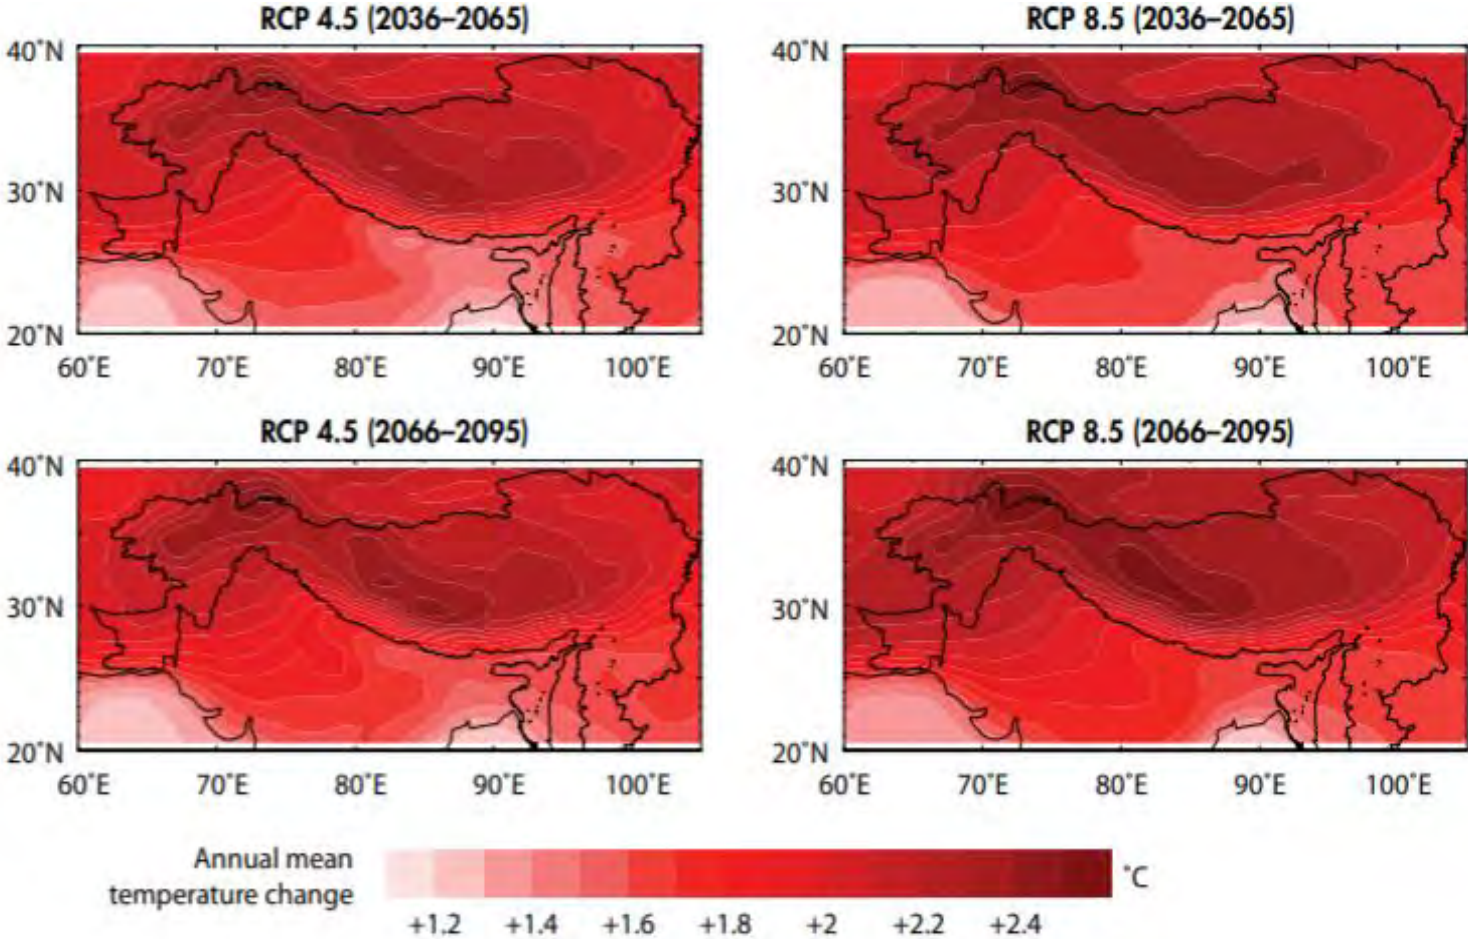 RCP 4.5 (2036–2065)
RCP 8.5 (2036–2065)
40˚N
30˚N
20˚N
60˚E 70˚E 80˚E 90˚E 100˚E
40˚N
30˚N
20˚N
60˚E 70˚E 80˚E 90˚E 100˚E
RCP 4.5 (2066–2095)
RCP 8.5 (2066–2095)
40˚N
30˚N
20˚N
60˚E 70˚E 80˚E 90˚E 100˚E
40˚N
30˚N
20˚N
60˚E 70˚E 80˚E 90˚E 100˚E
Annual mean
temperature change
˚C
+1.2 +1.4 +1.6 +1.8 +2 +2.2 +2.4